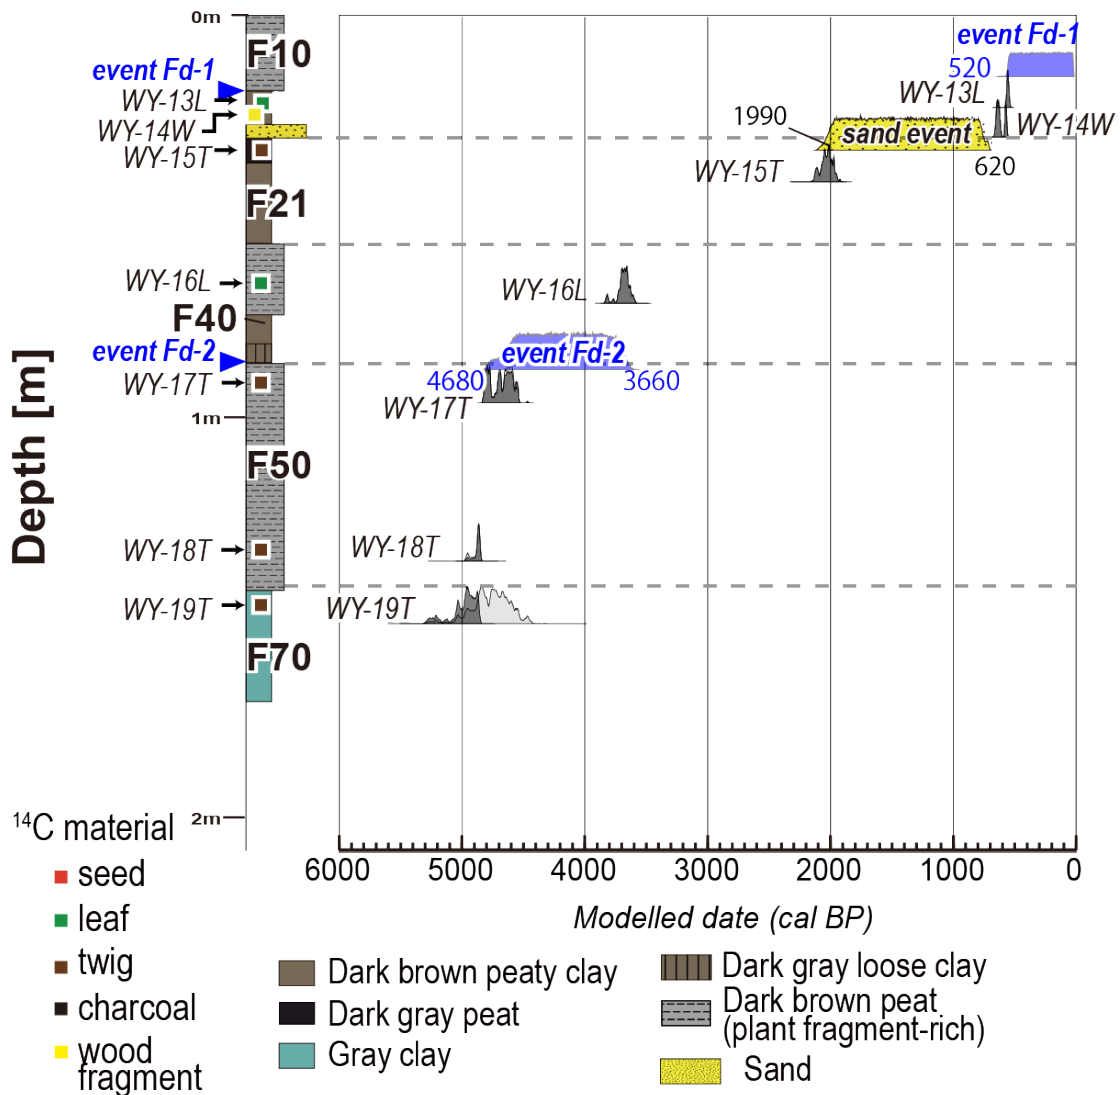 0m
F10
event Fd-1
WY-13L
WY-14W
WY-15T
F21
WY-16L
F40
event Fd-2
WY-17T
1m
F50
WY-18T
WY-19T
F70
2m
Depth [m]
event Fd-1
520
WY-13L
WY-14W
1990
sand event
620
WY-15T
WY-16L
event Fd-2
4680
3660
WY-17T
WY-18T
WY-19T
6000 5000 4000 3000 2000 1000 0
Modelled date (cal BP)
14C material
seed
leaf
twig
charcoal
wood
fragment
Dark brown peaty clay
Dark gray peat
Gray clay
Dark gray loose clay
Dark brown peat
(plant fragment-rich)
Sand